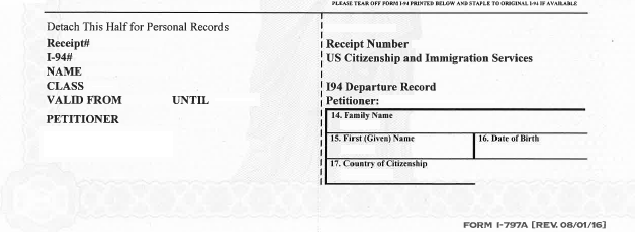 PLEASE TEAR OFF FORM I-94 PRINTED BELOW AND STAPLE TO ORIGINAL I-94 IF AVAILABLE
Detach This Half for Personal Records
Receipt#
I-94#
NAME
CLASS
VALID FROM UNTIL
PETITIONER
Receipt Number
US Citizenship and Immigration Services
I94 Departure Record
Petitioner:
14. Family Name
15. First (Given) Name
16. Date of Birth
17. Country of Citizenship
FORM I-797A [REV. 08/01/16]